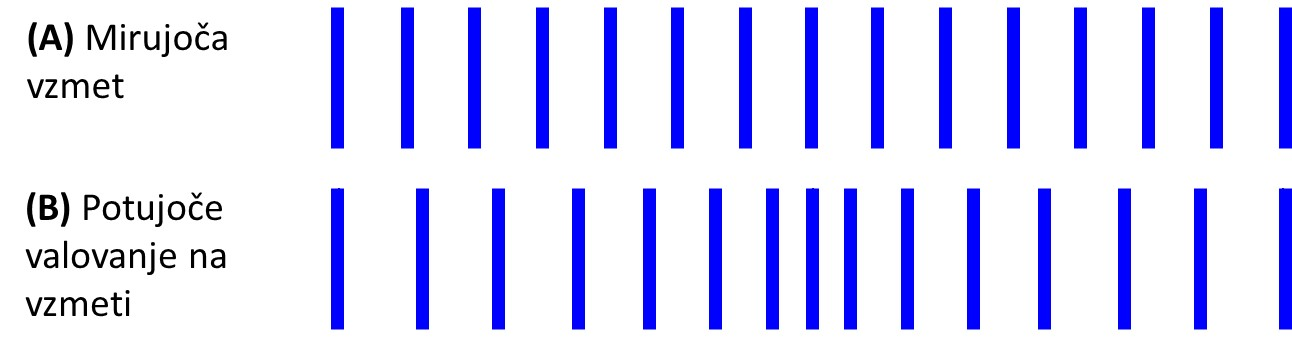 (A) Mirujoča
vzmet
(B) Potujoče
valovanje na
vzmeti